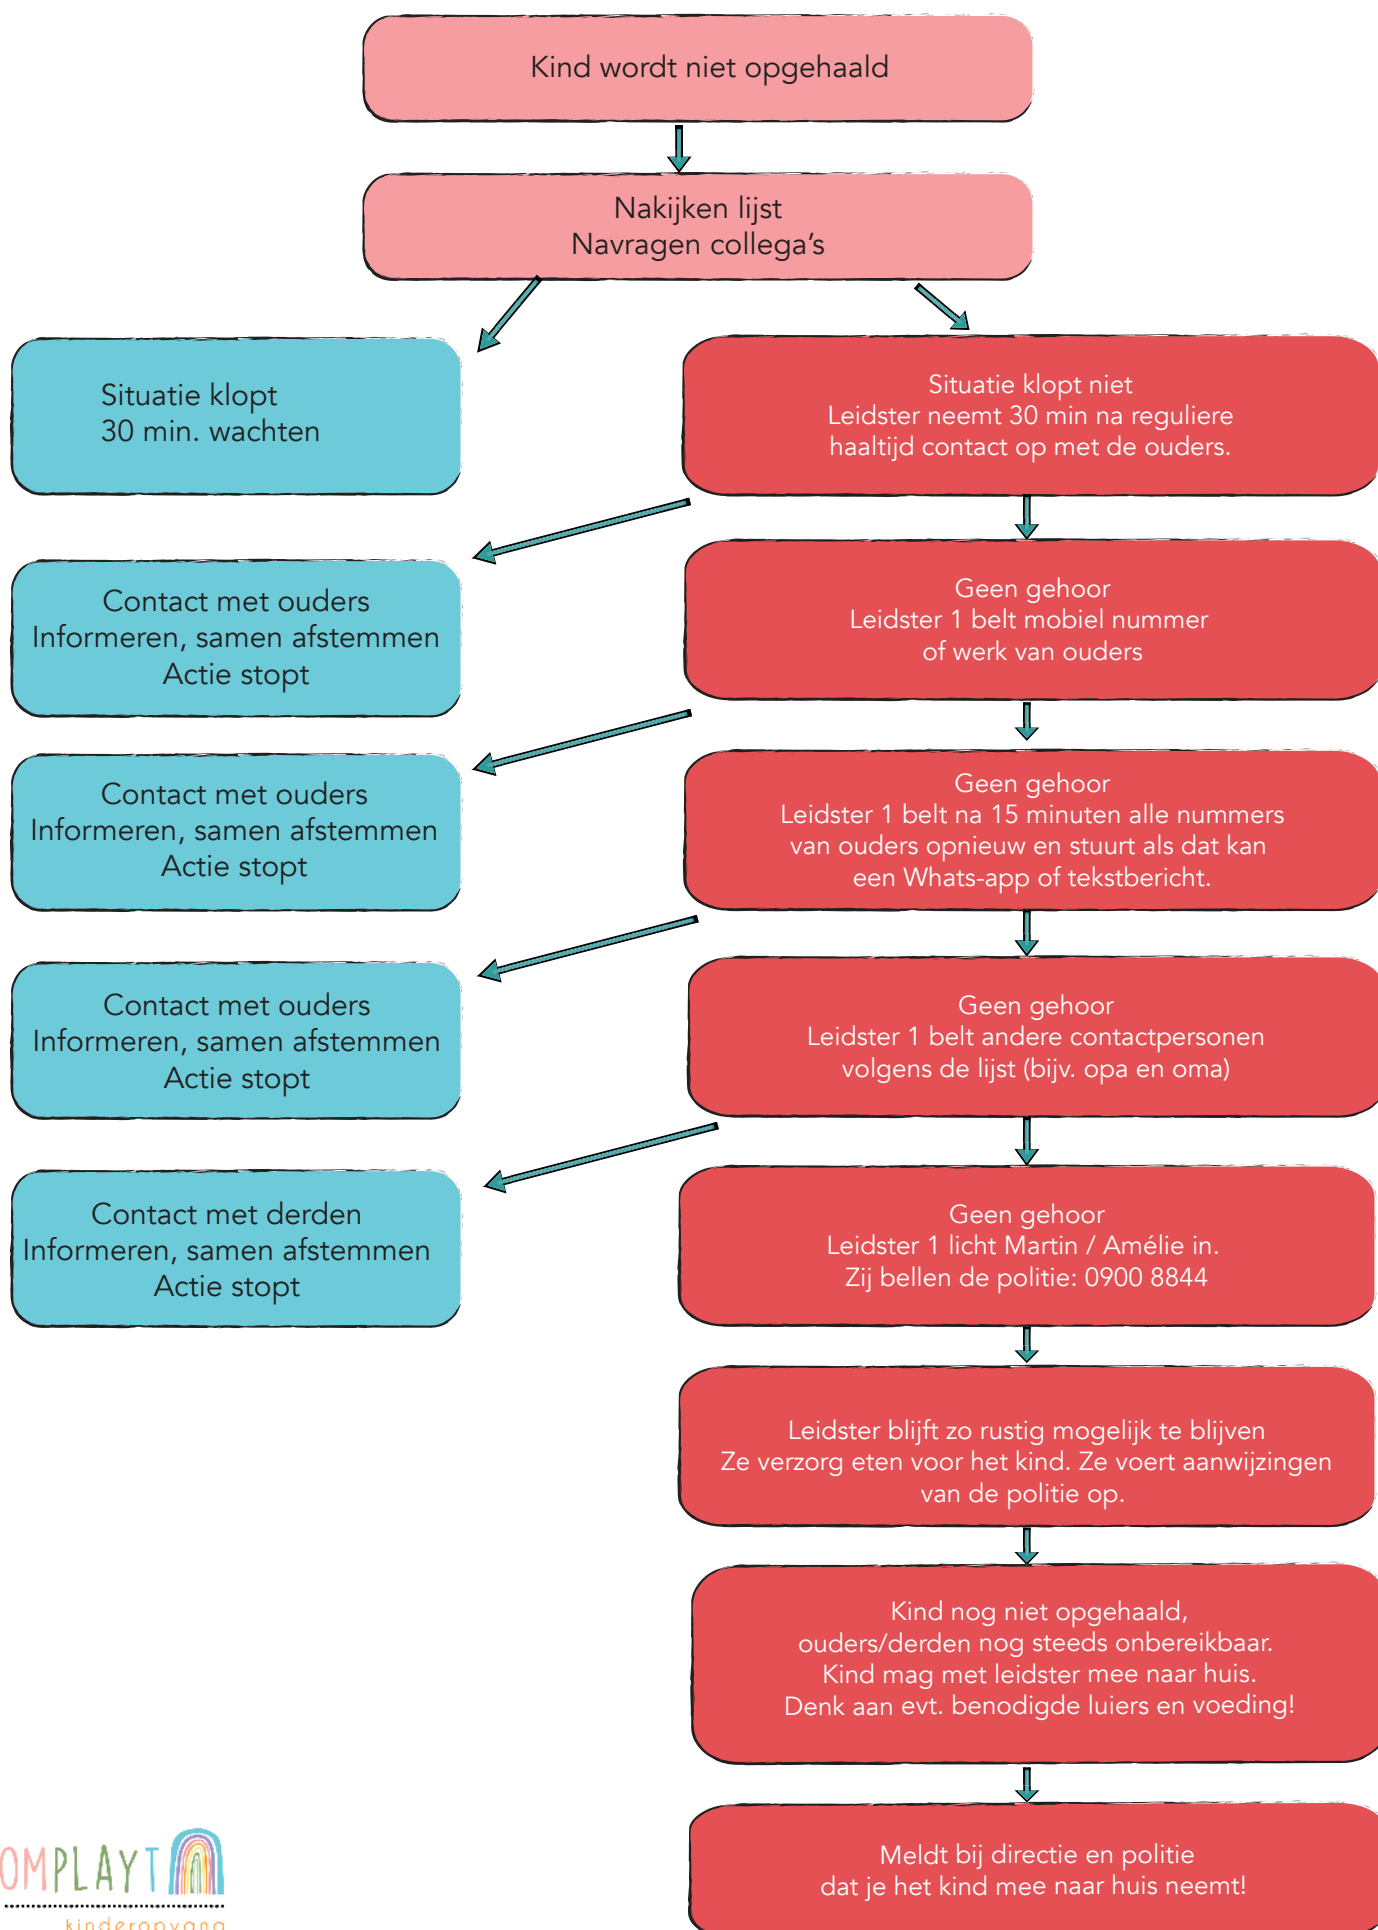 Kind wordt niet opgehaald
Nakijken lijst
Navragen collega's
Situatie klopt
30 min. wachten
Situatie klopt niet
Leidster neemt 30 min na reguliere
haaltijd contact op met de ouders.
Contact met ouders
Informeren, samen afstemmen
Actie stopt
Geen gehoor
Leidster 1 belt mobiel nummer
of werk van ouders
Contact met ouders
Informeren, samen afstemmen
Actie stopt
Geen gehoor
Leidster 1 belt na 15 minuten alle nummers
van ouders opnieuw en stuurt als dat kan
een Whats-app of tekstbericht.
Contact met ouders
Informeren, samen afstemmen
Actie stopt
Geen gehoor
Leidster 1 belt andere contactpersonen
volgens de lijst (bijv. opa en oma)
Contact met derden
Informeren, samen afstemmen
Actie stopt
Geen gehoor
Leidster 1 licht Martin / Amélie in.
Zij bellen de politie: 0900 8844
Leidster blijft zo rustig mogelijk te blijven
Ze verzorg eten voor het kind. Ze voert aanwijzingen
van de politie op.
Kind nog niet opgehaald,
ouders/derden nog steeds onbereikbaar.
Kind mag met leidster mee naar huis.
Denk aan evt. benodigde luiers en voeding!
Meldt bij directie en politie
dat je het kind mee naar huis neemt!
OMPLAYT
kinderopvang